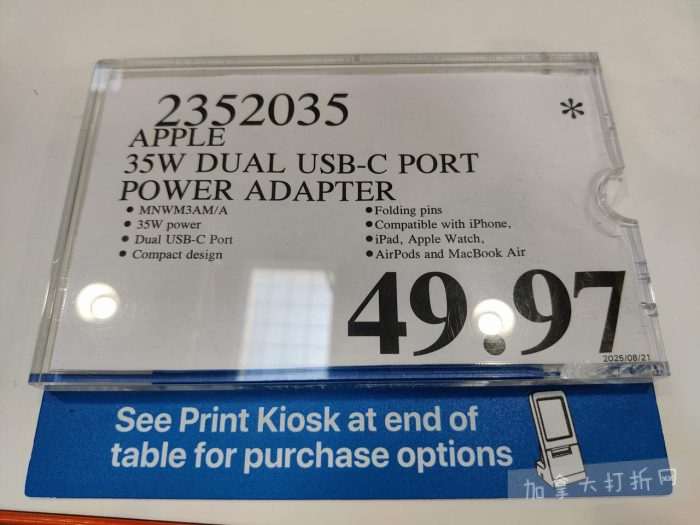 2352035
*
APPLE
35W DUAL USB-C PORT
POWER ADAPTER
• MNWM3AM/A
• 35W power
• Dual USB-C Port
• Compact design
•Folding pins
•Compatible with iPhone,
•iPad, Apple Watch,
•AirPods and MacBook Air
49.97
2025/08/21
See Print Kiosk at end of
table for purchase options
加拿大打折网